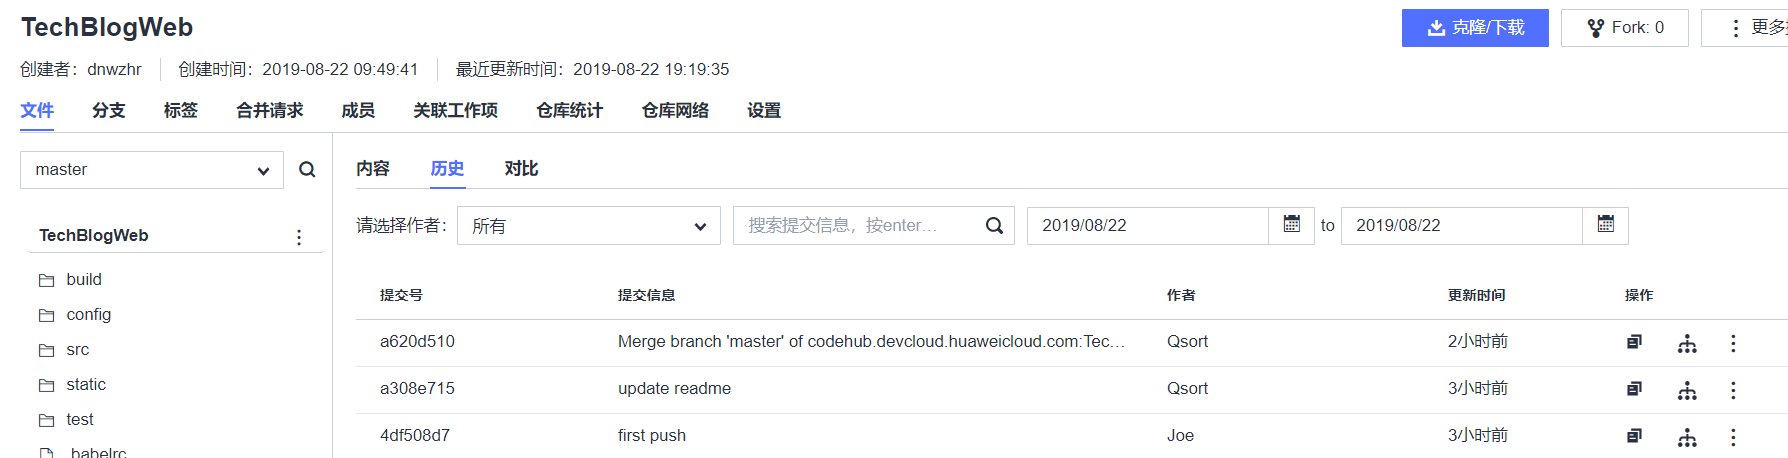 TechBlogWeb
克隆/下载
Fork: 0
更多
创建者：dnwzhr
创建时间：2019-08-22 09:49:41
最近更新时间：2019-08-22 19:19:35
文件 分支 标签 合并请求 成员 关联工作项 仓库统计 仓库网络 设置
master
TechBlogWeb
build
config
src
static
test
.babelrc
内容 历史 对比
请选择作者：所有
搜索提交信息，按enter...
2019/08/22 to 2019/08/22
提交号 提交信息 作者 更新时间 操作
a620d510 Merge branch 'master' of codehub.devcloud.huaweicloud.com:Tec... Qsort 2小时前
a308e715 update readme Qsort 3小时前
4df508d7 first push Joe 3小时前